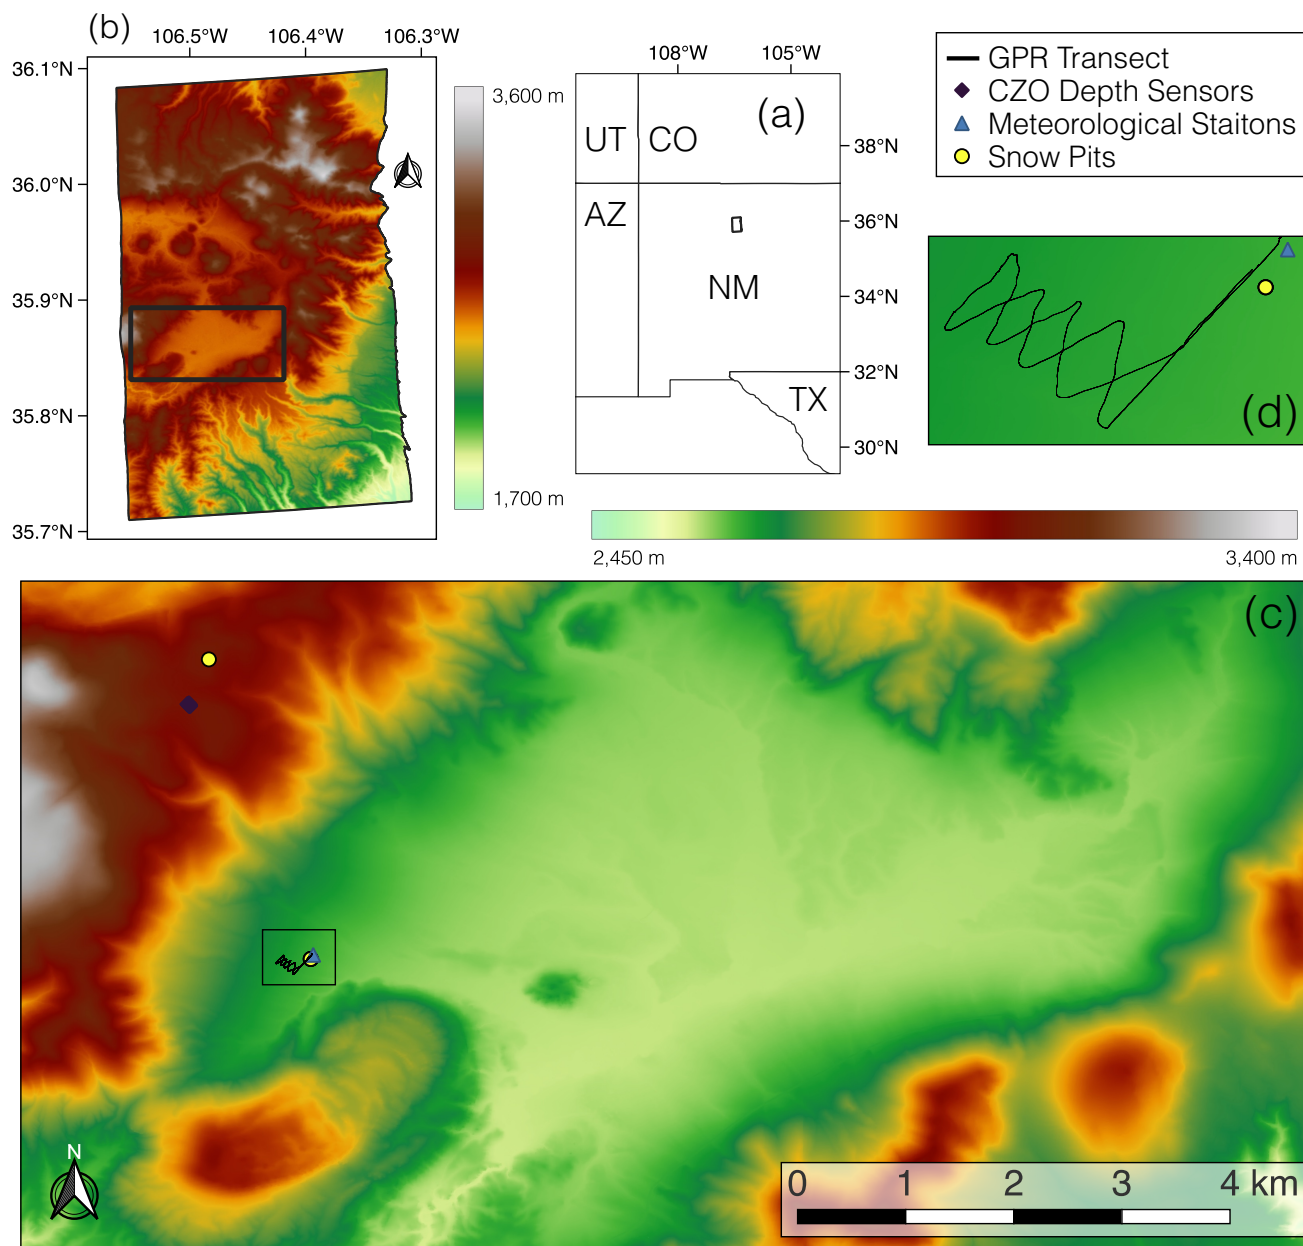 (b)
106.5°W 106.4°W 106.3°W
36.1°N
36.0°N
35.9°N
35.8°N
35.7°N
3,600 m
1,700 m
108°W 105°W
(a)
UT CO
AZ
NM
TX
38°N
36°N
34°N
32°N
30°N
GPR Transect
CZO Depth Sensors
Meteorological Staitons
Snow Pits
(d)
2,450 m 3,400 m
(c)
N
0 1 2 3 4 km